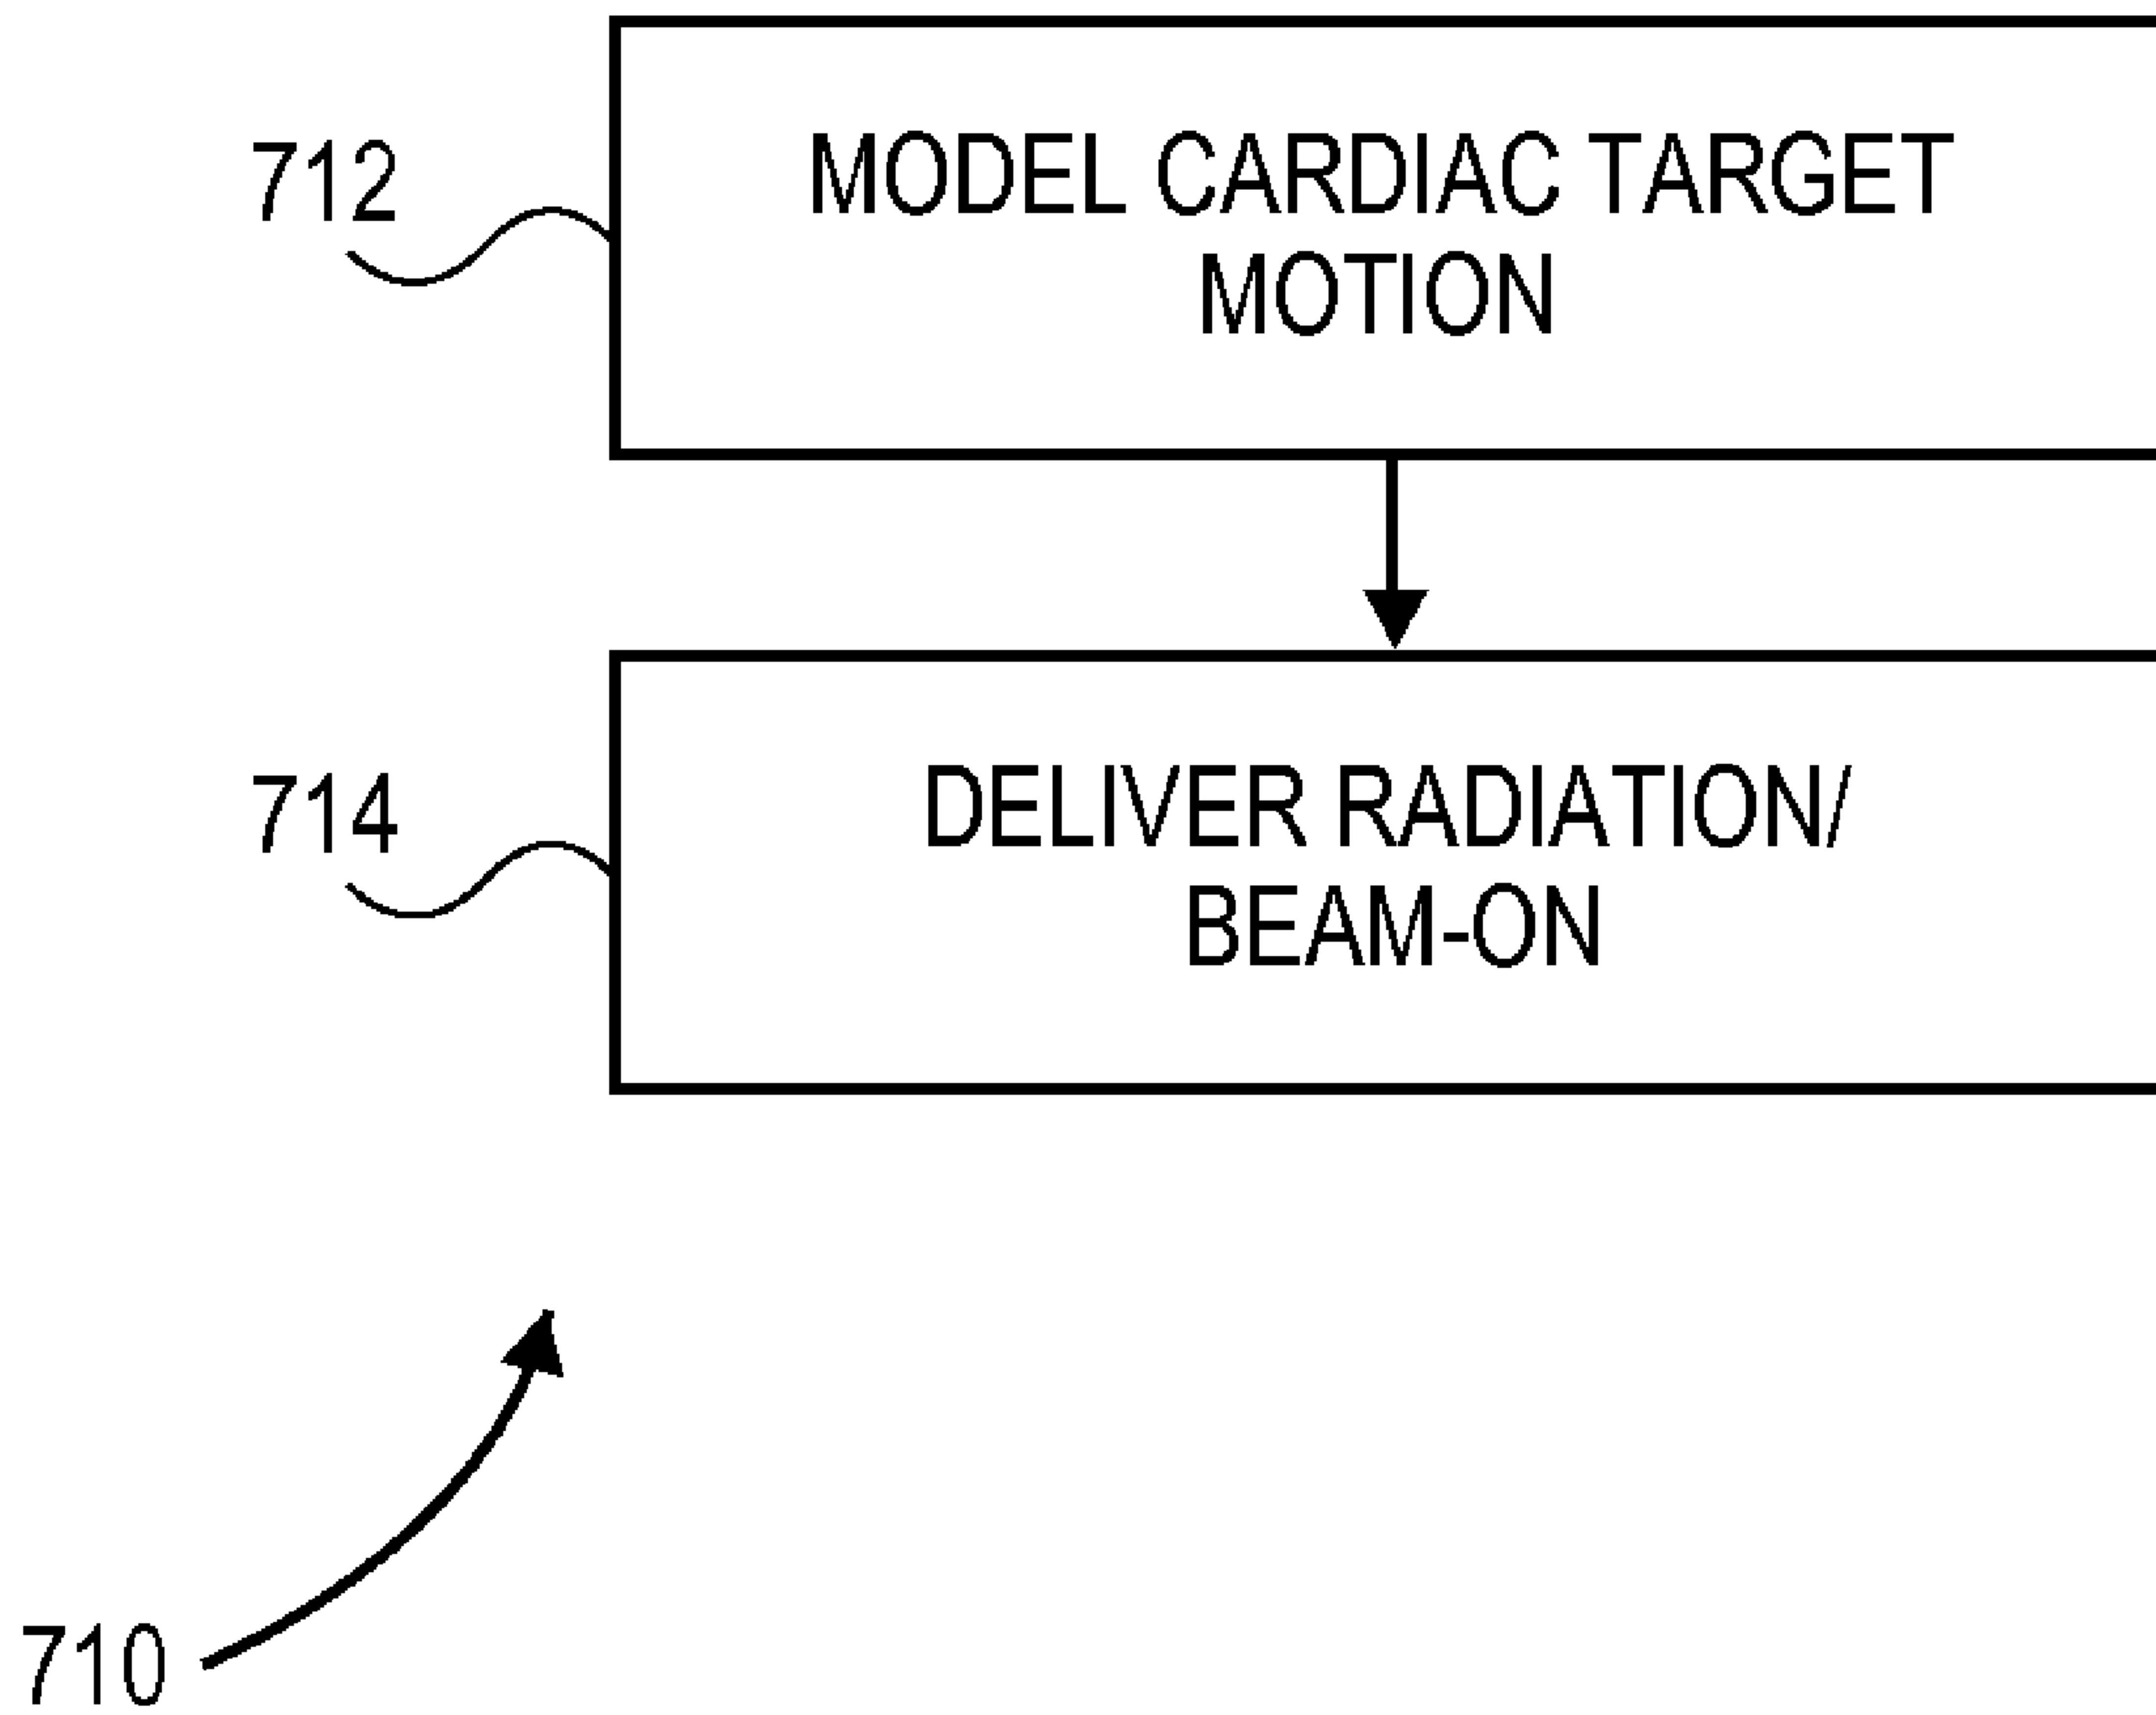 712
MODEL CARDIAC TARGET
MOTION
714
DELIVER RADIATION/
BEAM-ON
710